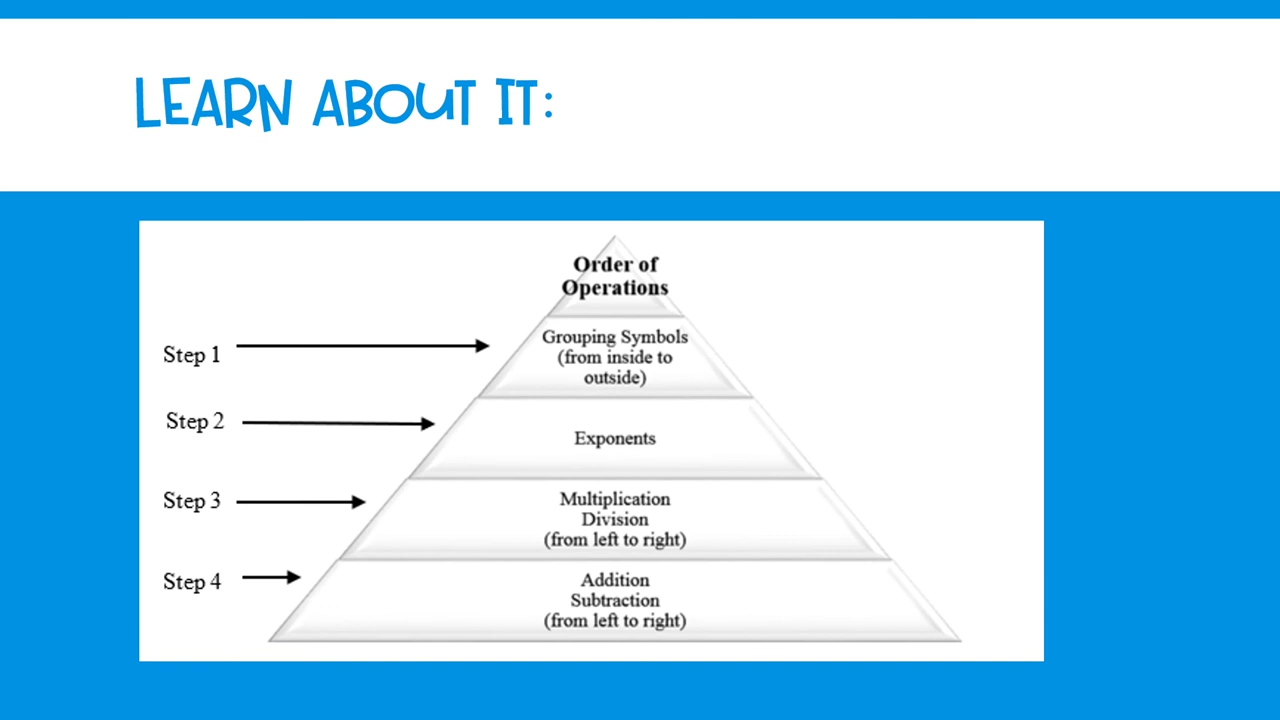 LEARN ABOUT IT:
Order of
Operations
Step 1
Grouping Symbols
(from inside to
outside)
Step 2
Exponents
Step 3
Multiplication
Division
(from left to right)
Step 4
Addition
Subtraction
(from left to right)